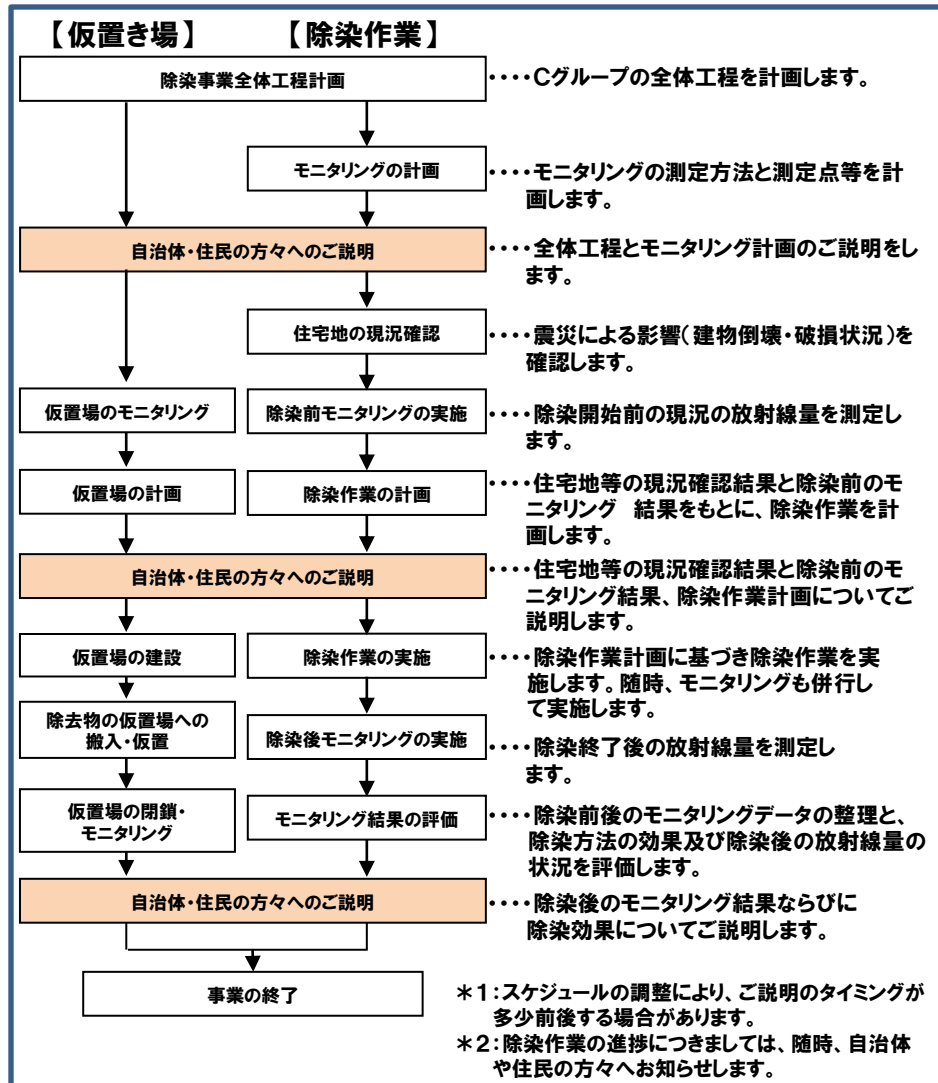 【仮置き場】 【除染作業】
除染事業全体工程計画
････Cグループの全体工程を計画します。
モニタリングの計画
････モニタリングの測定方法と測定点等を計
画します。
自治体・住民の方々へのご説明
････全体工程とモニタリング計画のご説明をし
ます。
住宅地の現況確認
････震災による影響(建物倒壊・破損状況)を
確認します。
仮置場のモニタリング
除染前モニタリングの実施
････除染開始前の現況の放射線量を測定し
ます。
仮置場の計画
除染作業の計画
････住宅地等の現況確認結果と除染前のモ
ニタリング 結果をもとに、除染作業を計
画します。
自治体・住民の方々へのご説明
････住宅地等の現況確認結果と除染前のモ
ニタリング結果、除染作業計画についてご
説明します。
仮置場の建設
除染作業の実施
････除染作業計画に基づき除染作業を実
施します。随時、モニタリングも併行し
て実施します。
除去物の仮置場への
搬入・仮置
除染後モニタリングの実施
････除染終了後の放射線量を測定し
ます。
仮置場の閉鎖・
モニタリング
モニタリング結果の評価
････除染前後のモニタリングデータの整理と、
除染方法の効果及び除染後の放射線量の
状況を評価します。
自治体・住民の方々へのご説明
････除染後のモニタリング結果ならびに
除染効果についてご説明します。
事業の終了
＊1:スケジュールの調整により、ご説明のタイミングが
多少前後する場合があります。
＊2:除染作業の進捗につきましては、随時、自治体
や住民の方々へお知らせします。